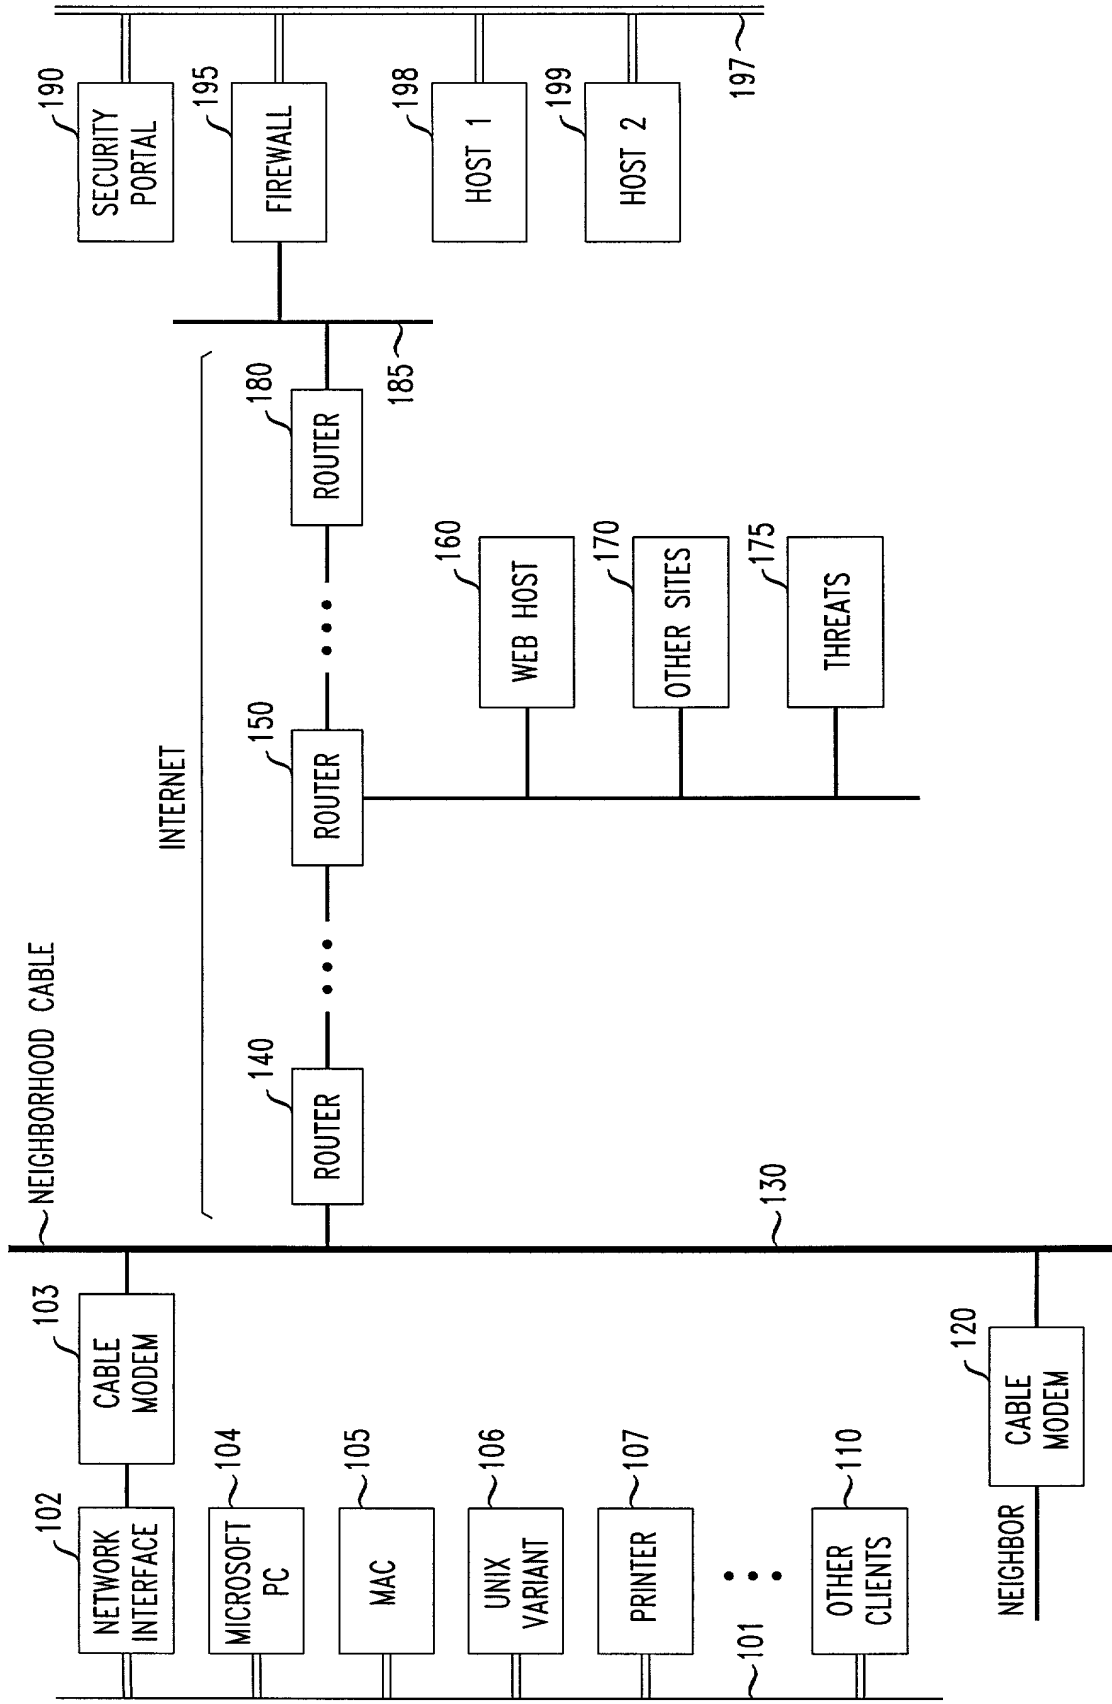 NETWORK
INTERFACE
102
CABLE
MODEM
103
NEIGHBORHOOD CABLE
MICROSOFT
PC
104
MAC
105
UNIX
VARIANT
106
PRINTER
107
101
OTHER
CLIENTS
110
NEIGHBOR
CABLE
MODEM
120
130
INTERNET
ROUTER
140
ROUTER
150
ROUTER
180
WEB HOST
160
OTHER SITES
170
THREATS
175
185
SECURITY
PORTAL
190
FIREWALL
195
HOST 1
198
HOST 2
199
197